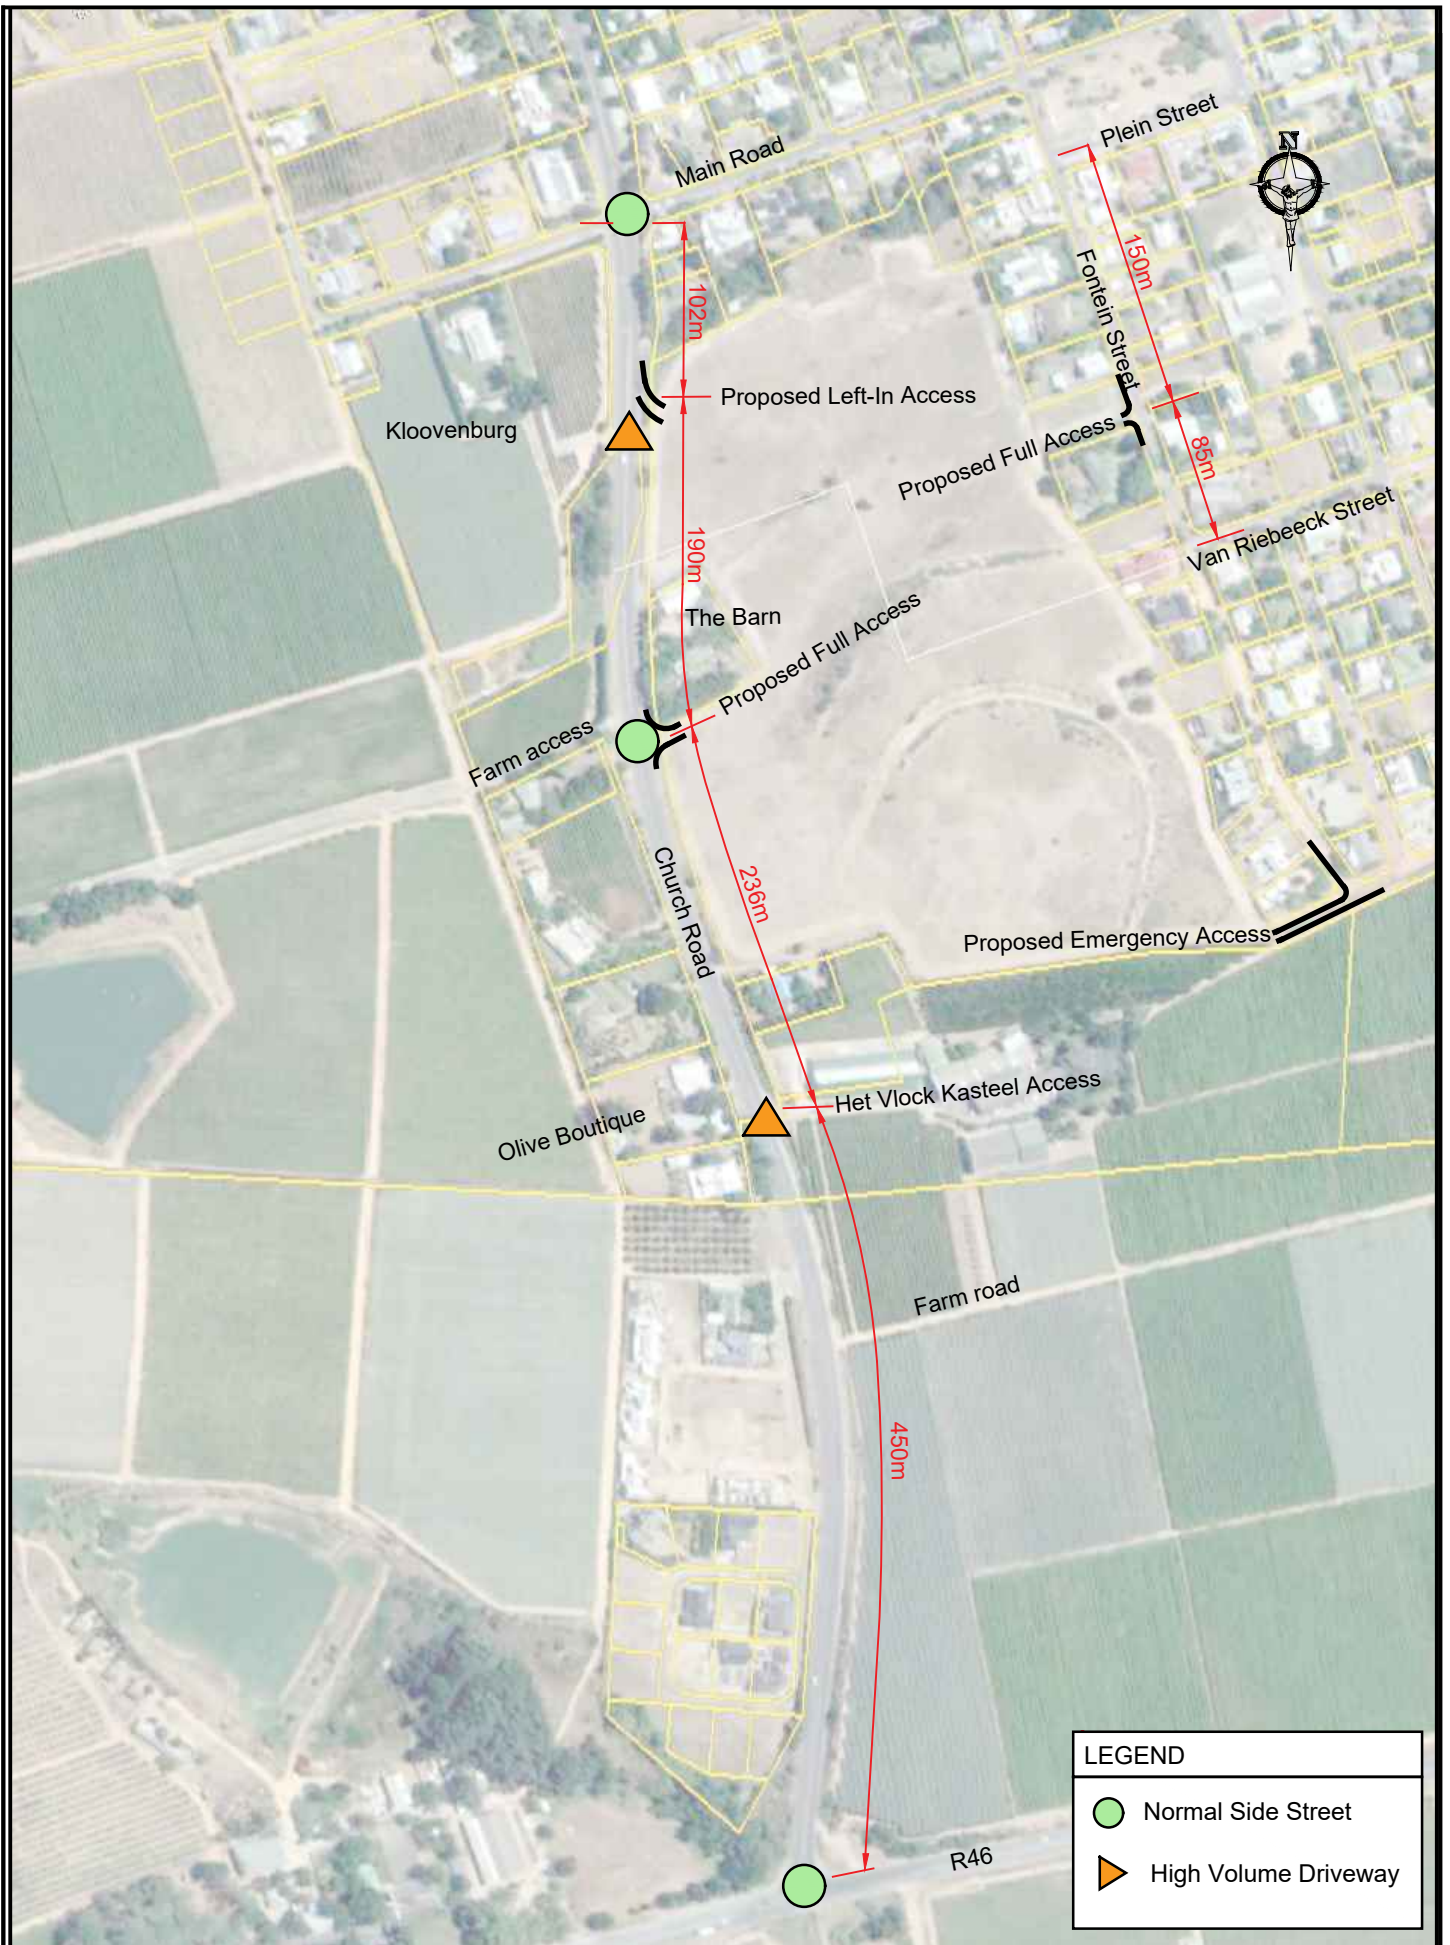 N
Plein Street
Main Road
150m
Fontein Street
102m
Proposed Left-In Access
Kloovenburg
Proposed Full Access
85m
Van Riebeeck Street
190m
The Barn
Proposed Full Access
Farm access
236m
Church Road
Proposed Emergency Access
Het Vlock Kasteel Access
Olive Boutique
Farm road
450m
R46
LEGEND
Normal Side Street
High Volume Driveway